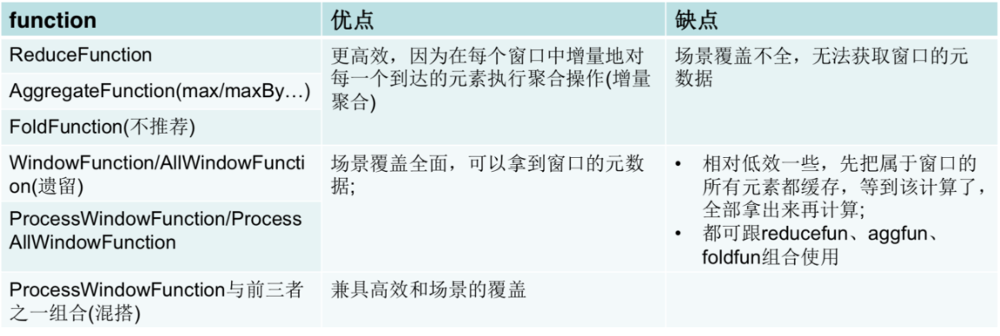 function
优点
缺点
ReduceFunction
AggregateFunction(max/maxBy…)
FoldFunction(不推荐)
更高效，因为在每个窗口中增量地对
每一个到达的元素执行聚合操作(增量
聚合)
场景覆盖不全，无法获取窗口的元
数据
WindowFunction/AllWindowFuncti
on(遗留)
ProcessWindowFunction/Process
AllWindowFunction
场景覆盖全面，可以拿到窗口的元数
据;
• 相对低效一些，先把属于窗口的
所有元素都缓存，等到该计算了，
全部拿出来再计算;
• 都可跟reducefun、aggfun、
foldfun组合使用
ProcessWindowFunction与前三者
之一组合(混搭)
兼具高效和场景的覆盖